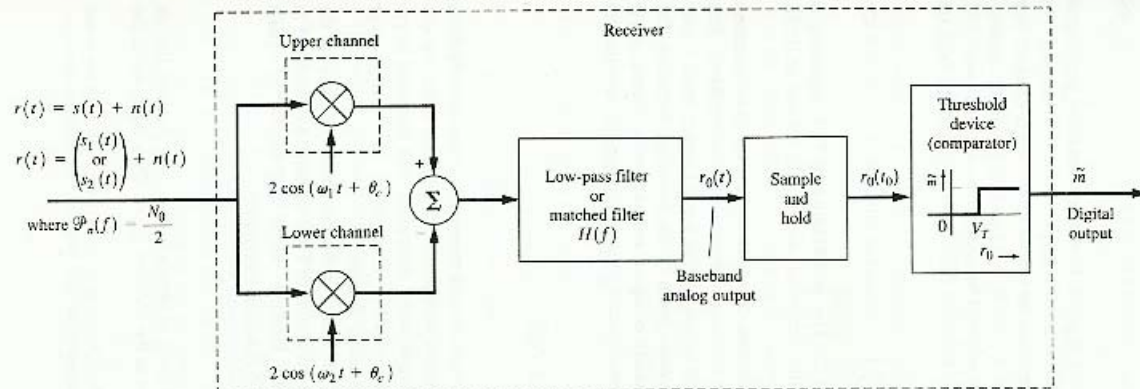 Receiver
Upper channel
r(t) = s(t) + n(t)
r(t) = (s₁(t) or s₂(t)) + n(t)
where 𝒫ₙ(f) = N₀/2
2 cos (ω₁t + θc)
+
Σ
Lower channel
2 cos (ω₂t + θc)
Low-pass filter
or
matched filter
H(f)
r₀(t)
Baseband
analog output
Sample
and
hold
r₀(t₀)
Threshold
device
(comparator)
m̃
0
V_T
r₀
m̃
Digital
output